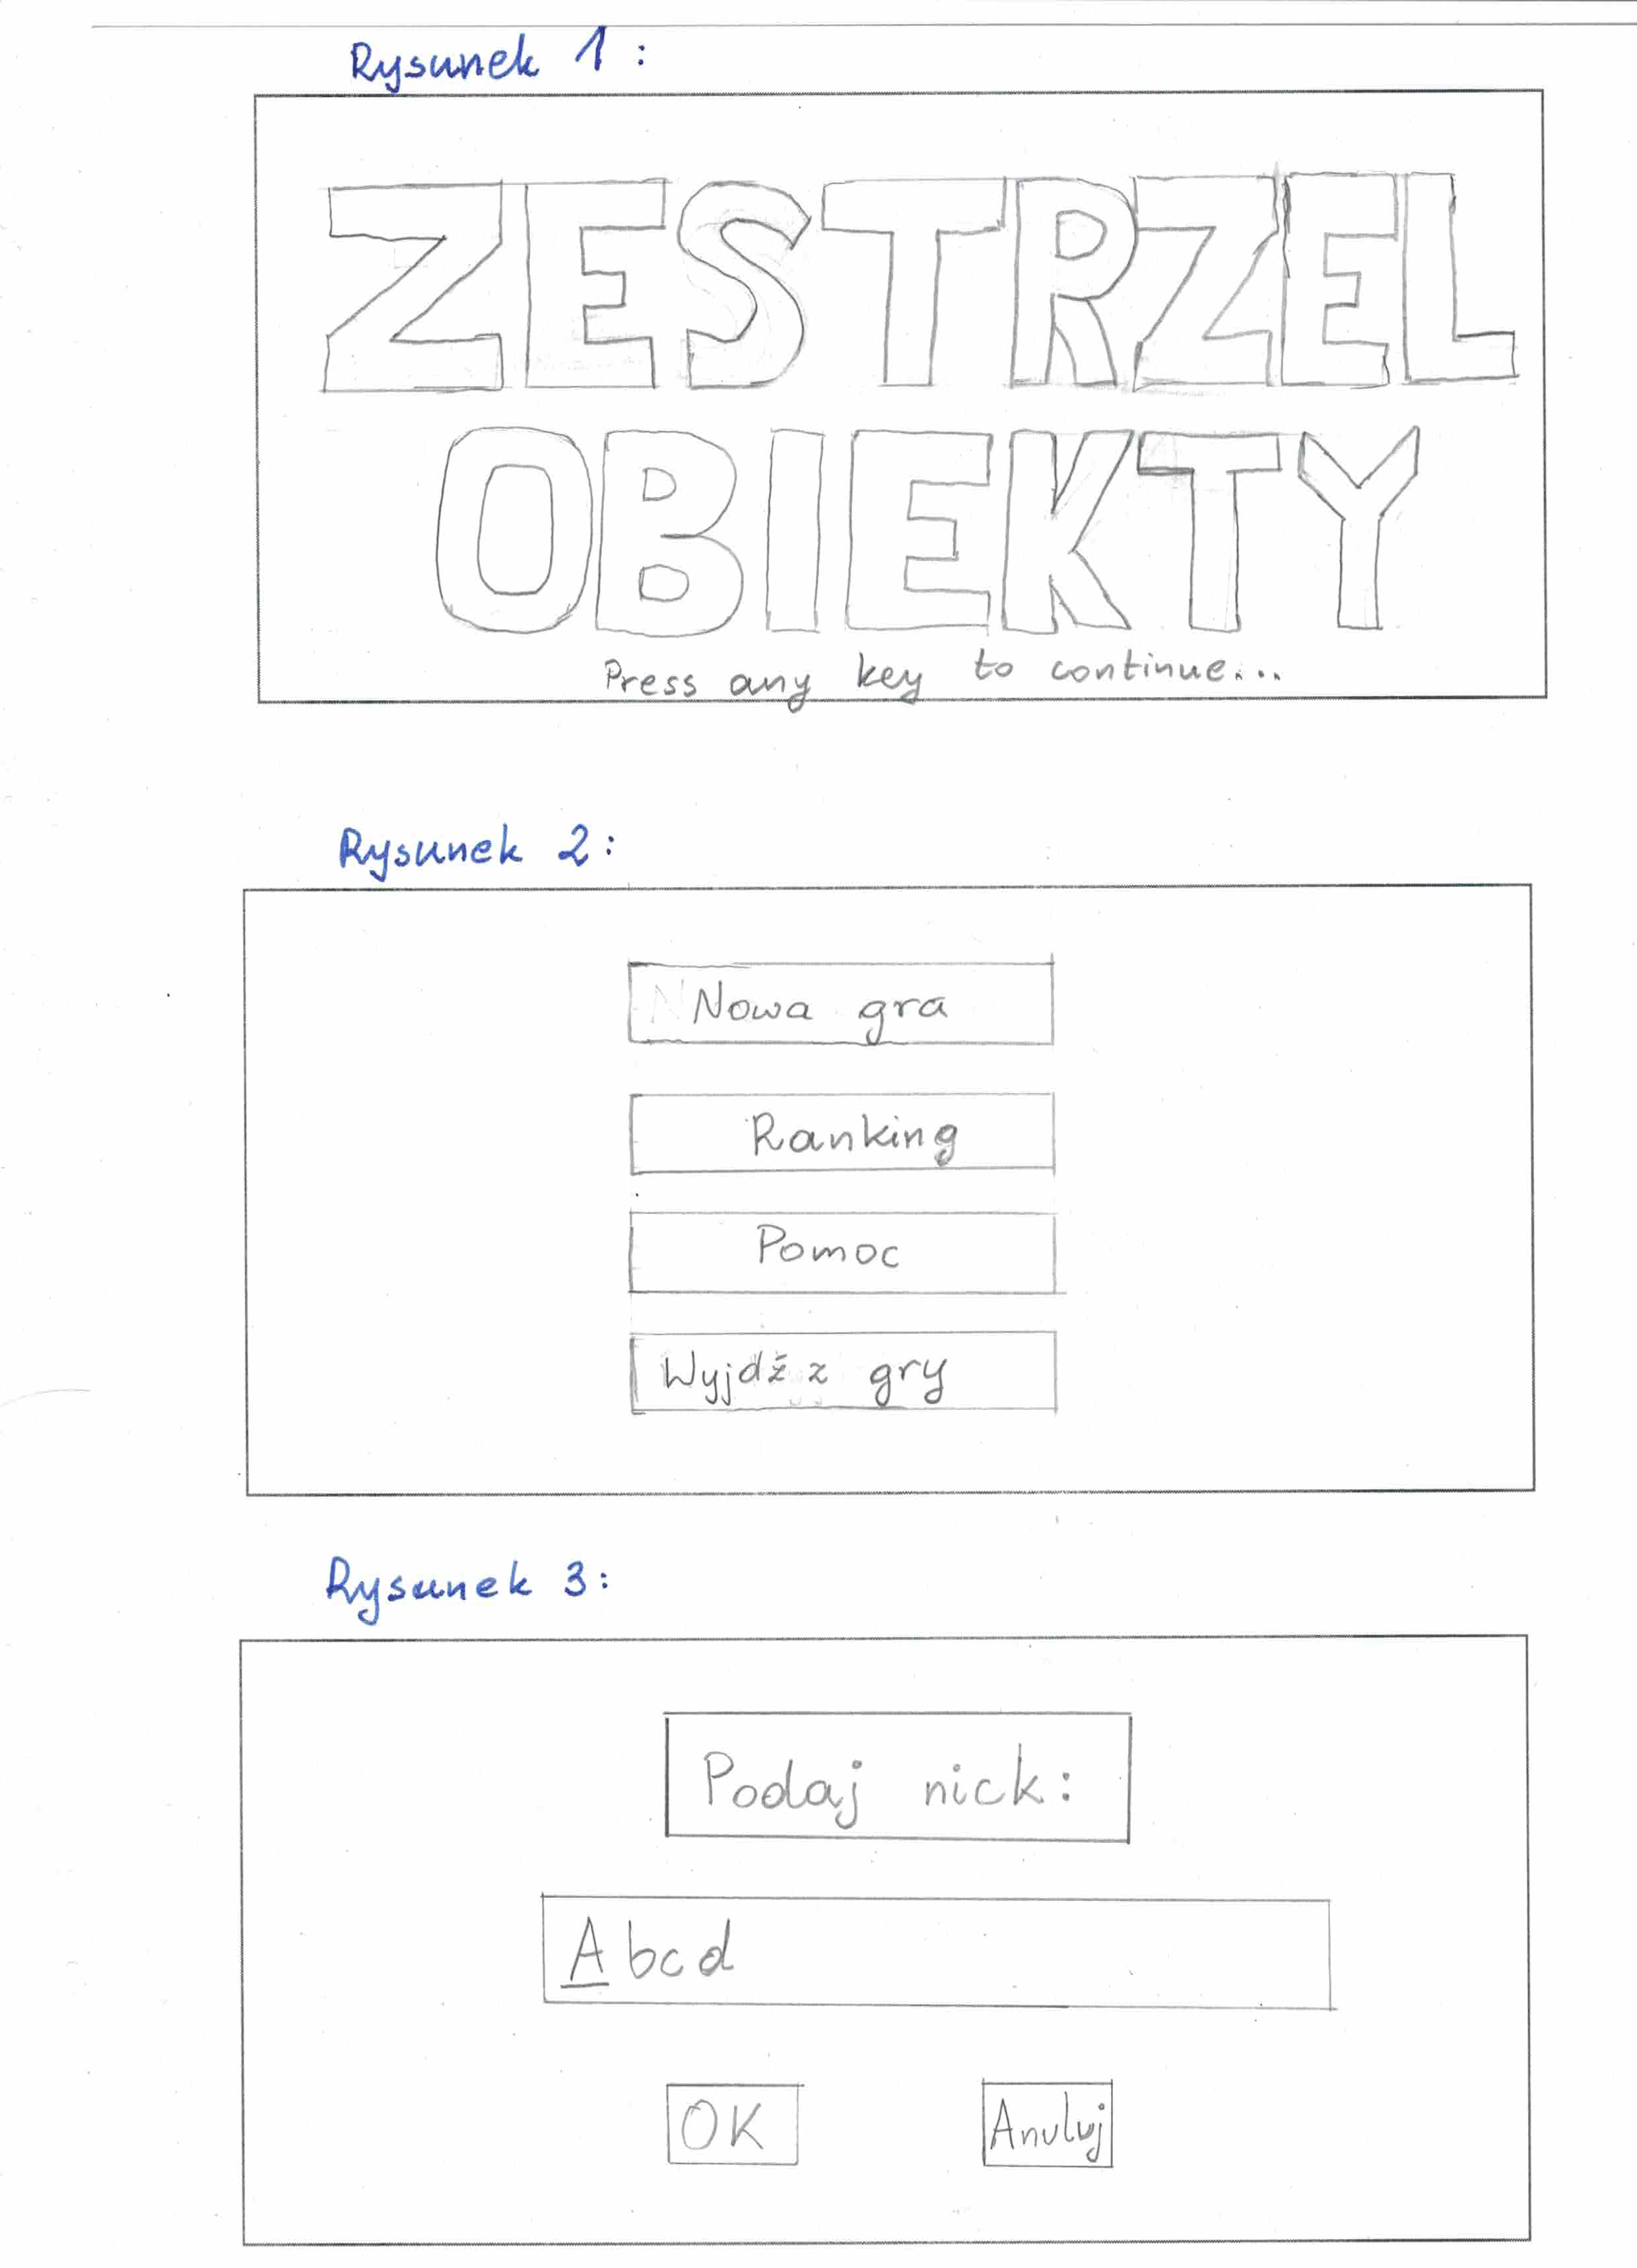 Rysunek 1:
ZESTRZEL
OBIEKTY
Press any key to continue...
Rysunek 2:
Nowa gra
Ranking
Pomoc
Wyjdź z gry
Rysunek 3:
Podaj nick:
Abcd
OK
Anuluj